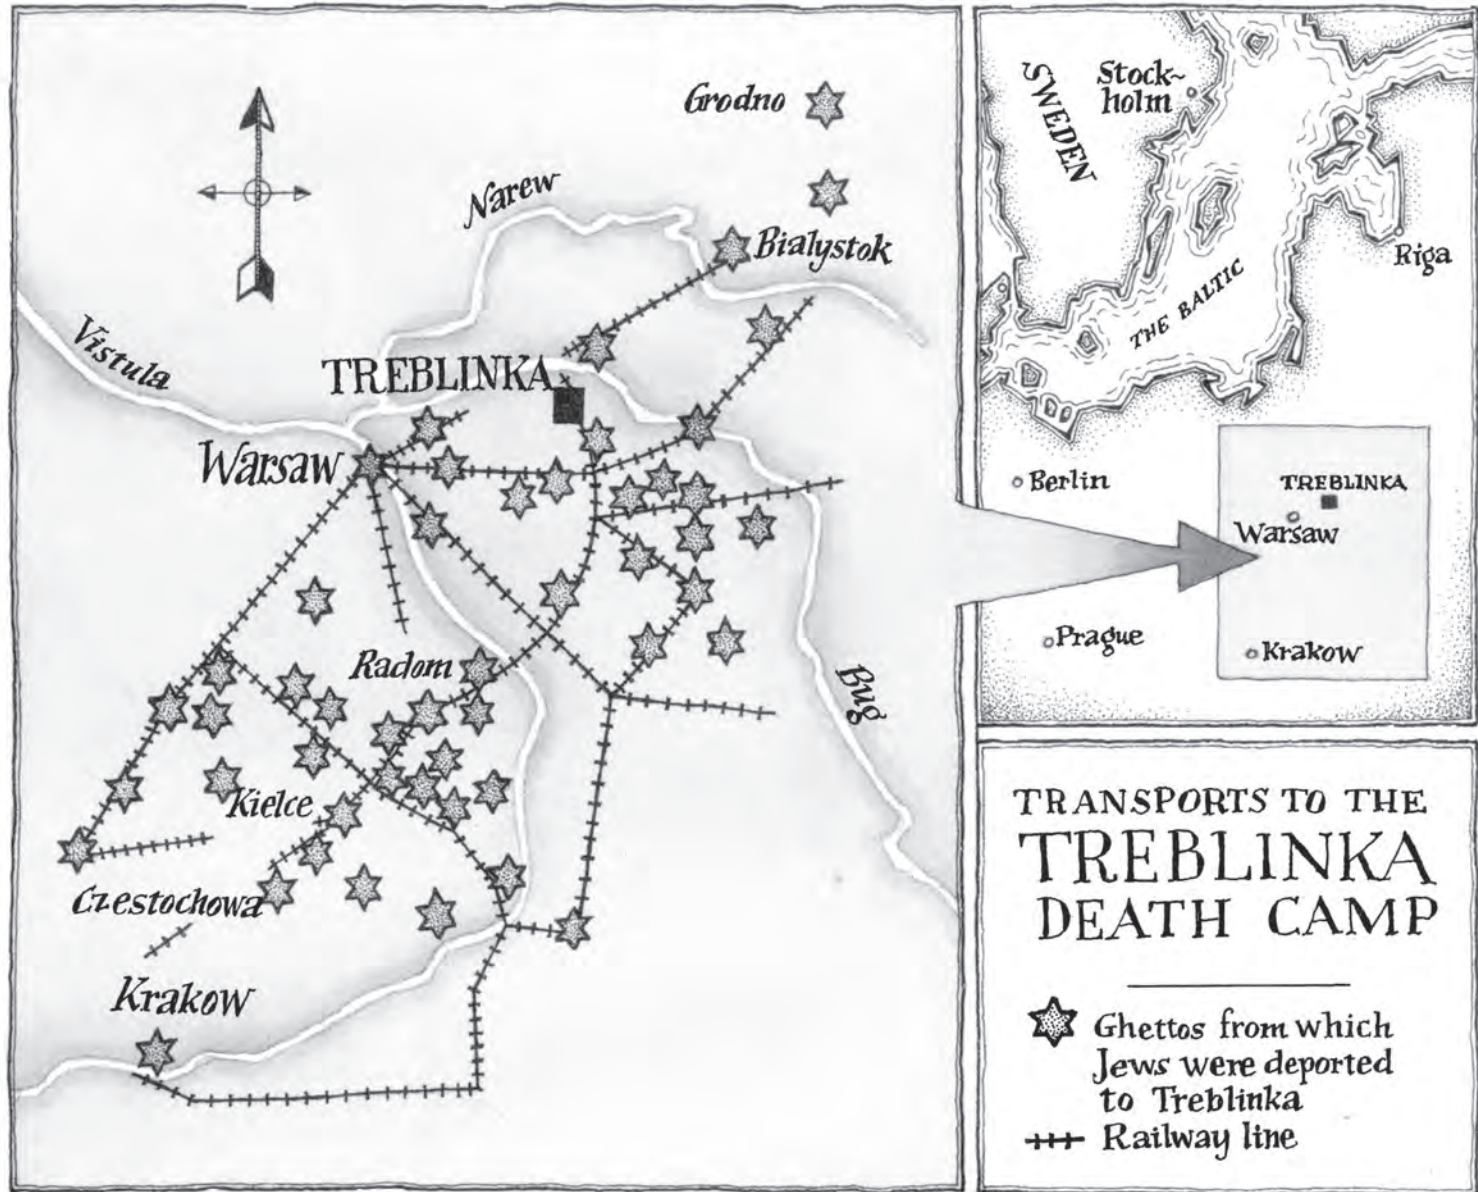 Grodno
Narew
Bialystok
Vistula
TREBLINKA
Warsaw
Radom
Bug
Kielce
Czestochowa
Krakow
SWEDEN
Stock~
holm
Riga
THE BALTIC
Berlin
TREBLINKA
Warsaw
Prague
Krakow
TRANSPORTS TO THE
TREBLINKA
DEATH CAMP
Ghettos from which
Jews were deported
to Treblinka
Railway line